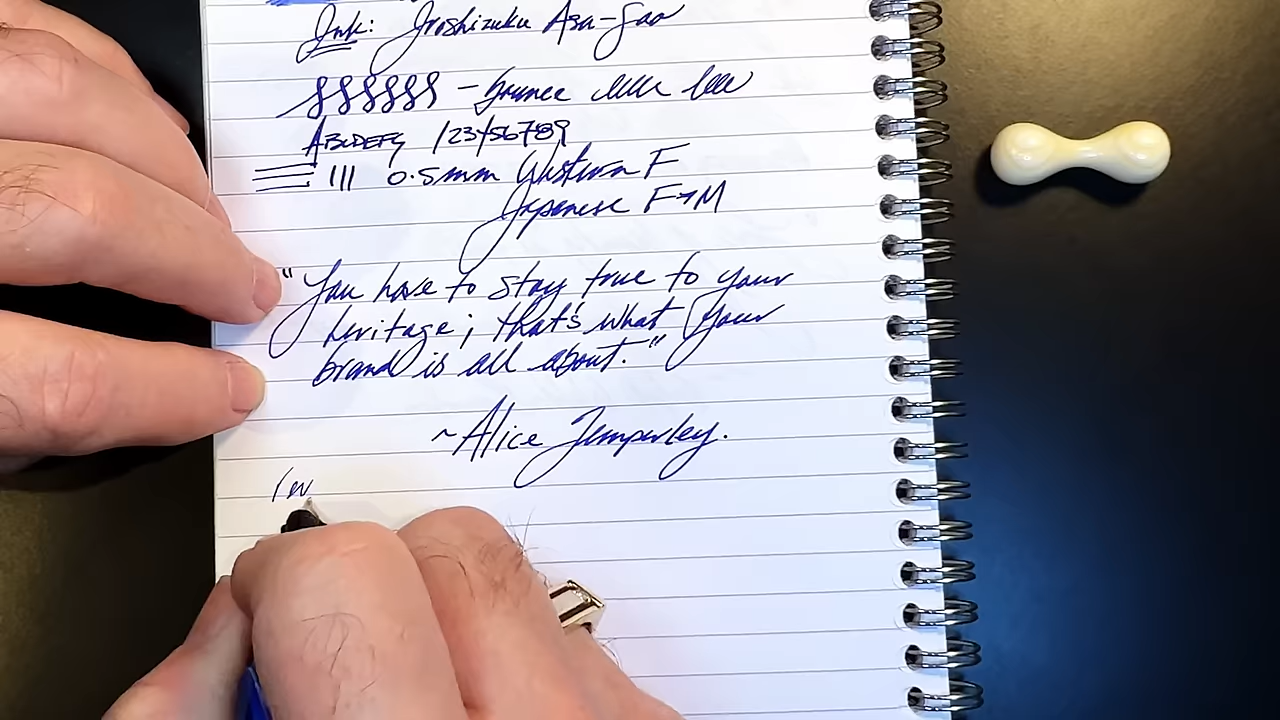 Ink: Iroshizuku Asa-Gao
ABCDEFG 123456789
0.5mm Western F
Japanese F→M
"You have to stay true to your
heritage; that's what your
brand is all about."
~Alice Temperley.